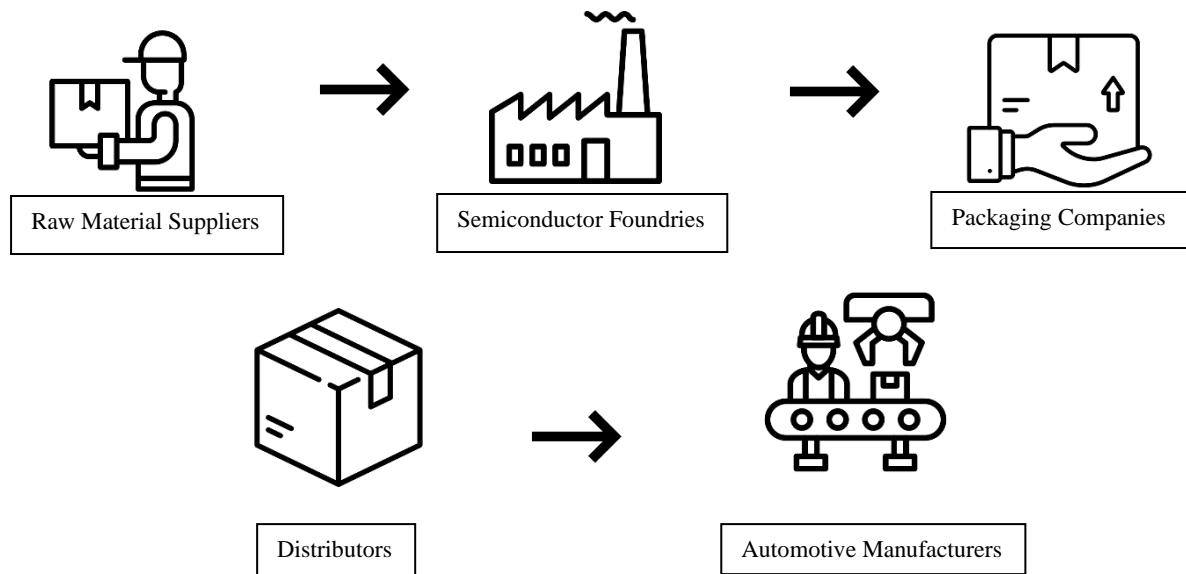 Raw Material Suppliers
Semiconductor Foundries
Packaging Companies
Distributors
Automotive Manufacturers